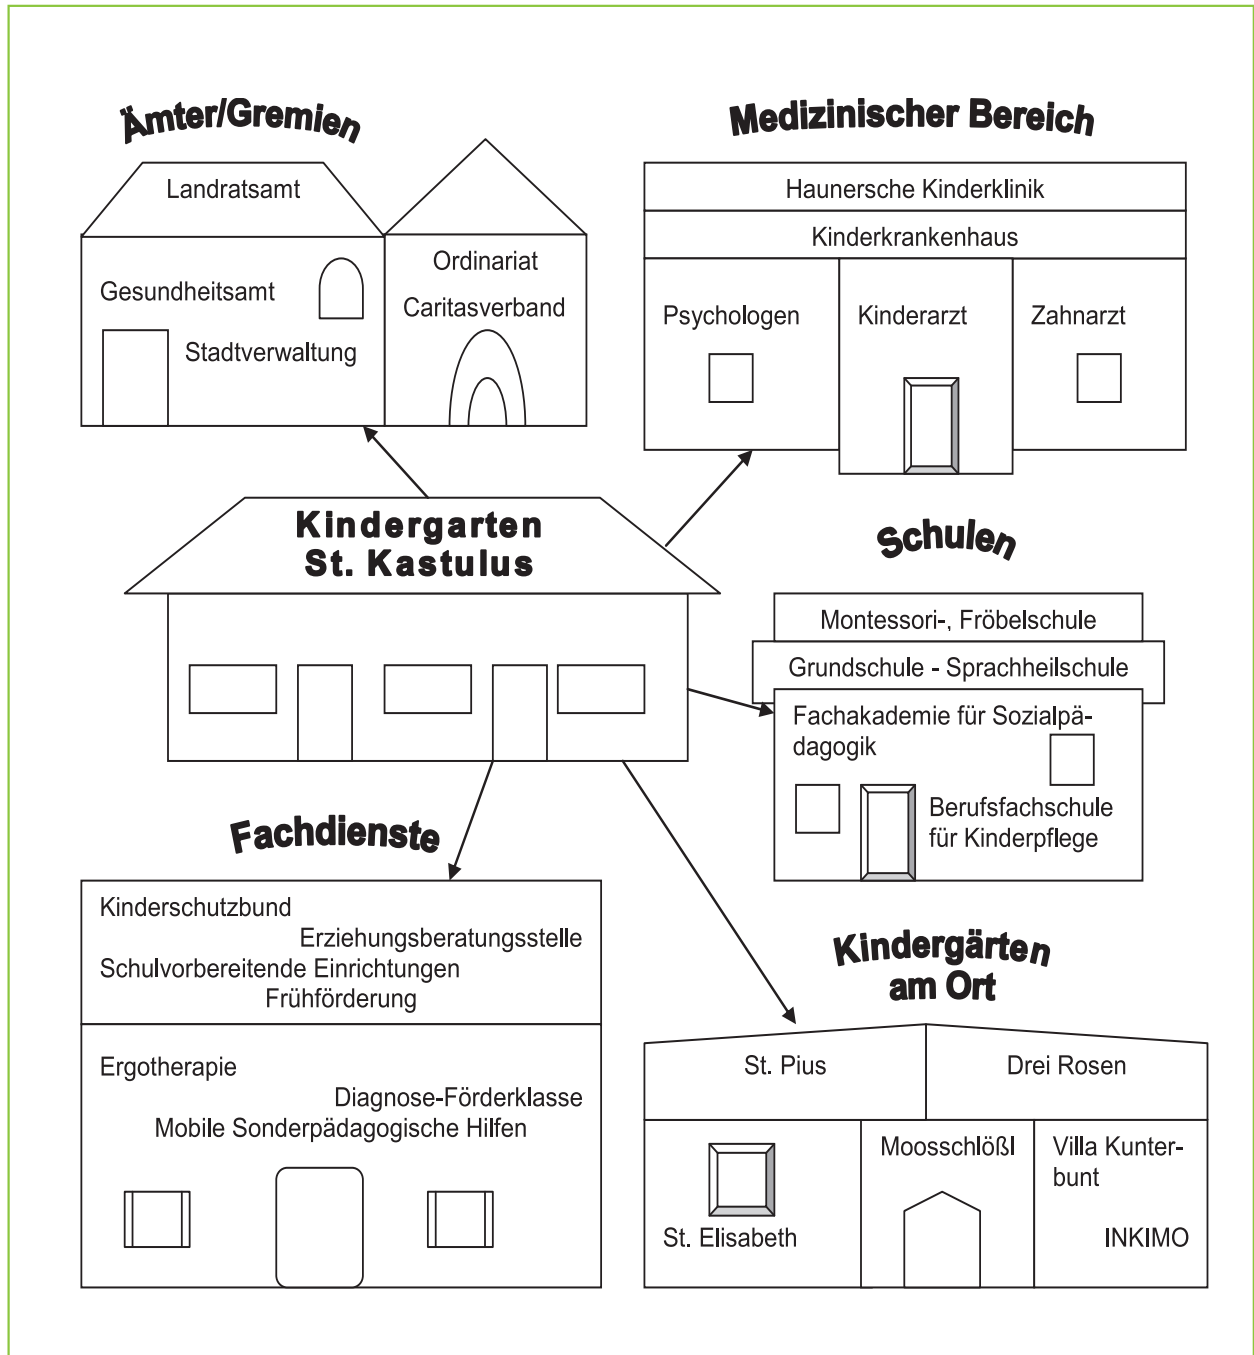 Ämter/Gremien
Landratsamt
Gesundheitsamt
Stadtverwaltung
Ordinariat
Caritasverband
Medizinischer Bereich
Haunersche Kinderklinik
Kinderkrankenhaus
Psychologen
Kinderarzt
Zahnarzt
Kindergarten
St. Kastulus
Schulen
Montessori-, Fröbelschule
Grundschule - Sprachheilschule
Fachakademie für Sozialpä-
dagogik
Berufsfachschule
für Kinderpflege
Fachdienste
Kinderschutzbund
Erziehungsberatungsstelle
Schulvorbereitende Einrichtungen
Frühförderung
Ergotherapie
Diagnose-Förderklasse
Mobile Sonderpädagogische Hilfen
Kindergärten
am Ort
St. Pius
Drei Rosen
St. Elisabeth
Moosschlößl
Villa Kunter-
bunt
INKIMO